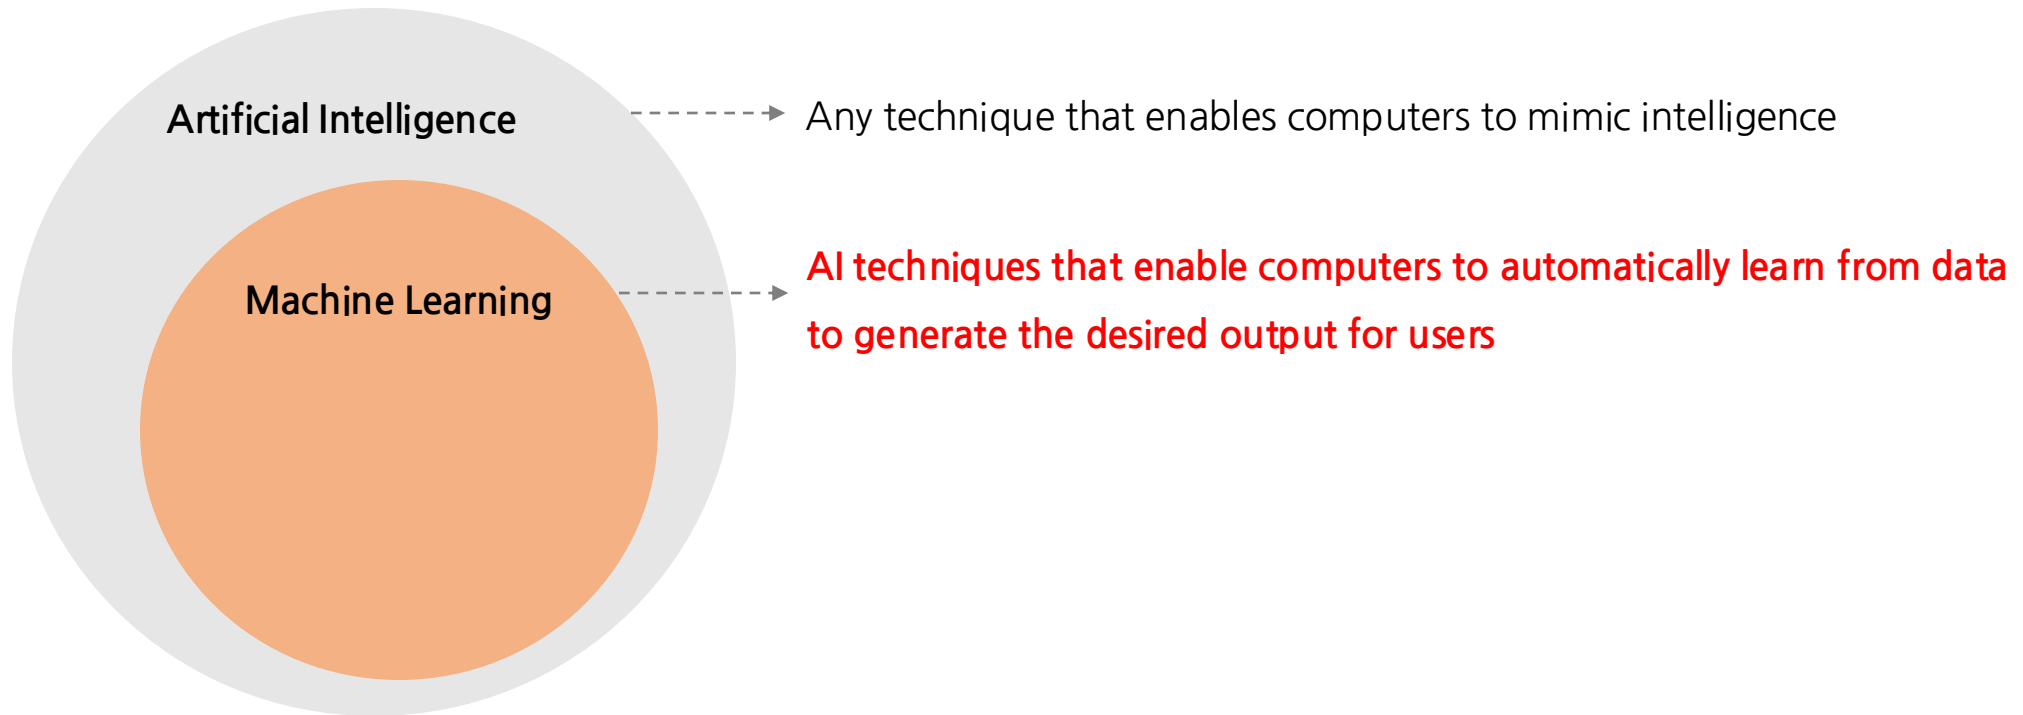 Artificial Intelligence
Any technique that enables computers to mimic intelligence
Machine Learning
AI techniques that enable computers to automatically learn from data
to generate the desired output for users